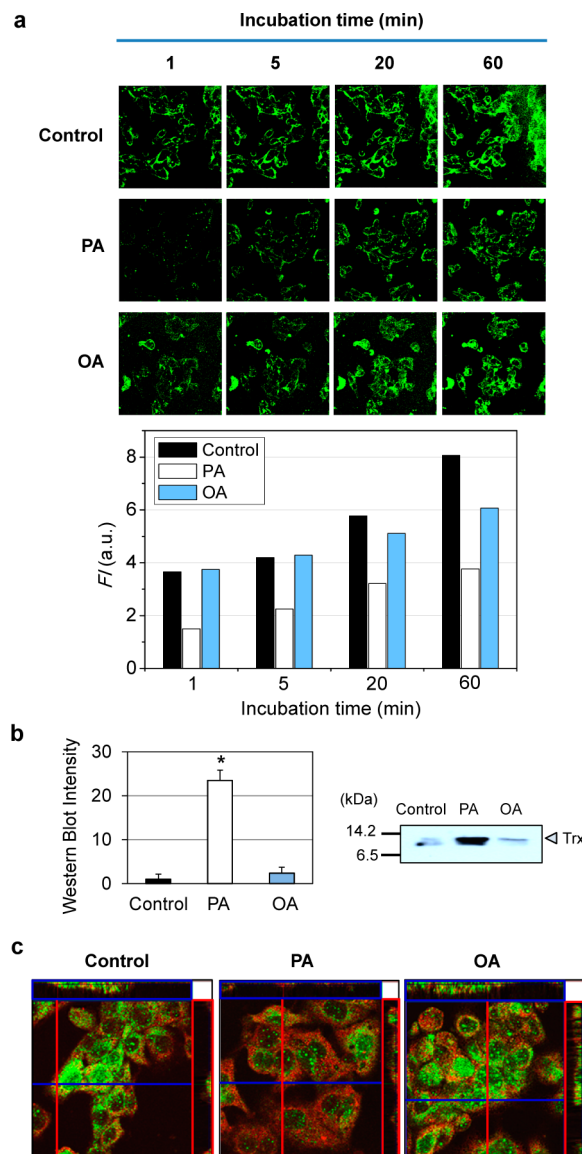 a
Incubation time (min)
1 5 20 60
Control
PA
OA
8
6
4
2
0
FI (a.u.)
Control
PA
OA
1 5 20 60
Incubation time (min)
b
Western Blot Intensity
30
20
10
0
*
Control PA OA
(kDa)
Control PA OA
14.2
6.5
Trx
c
Control PA OA